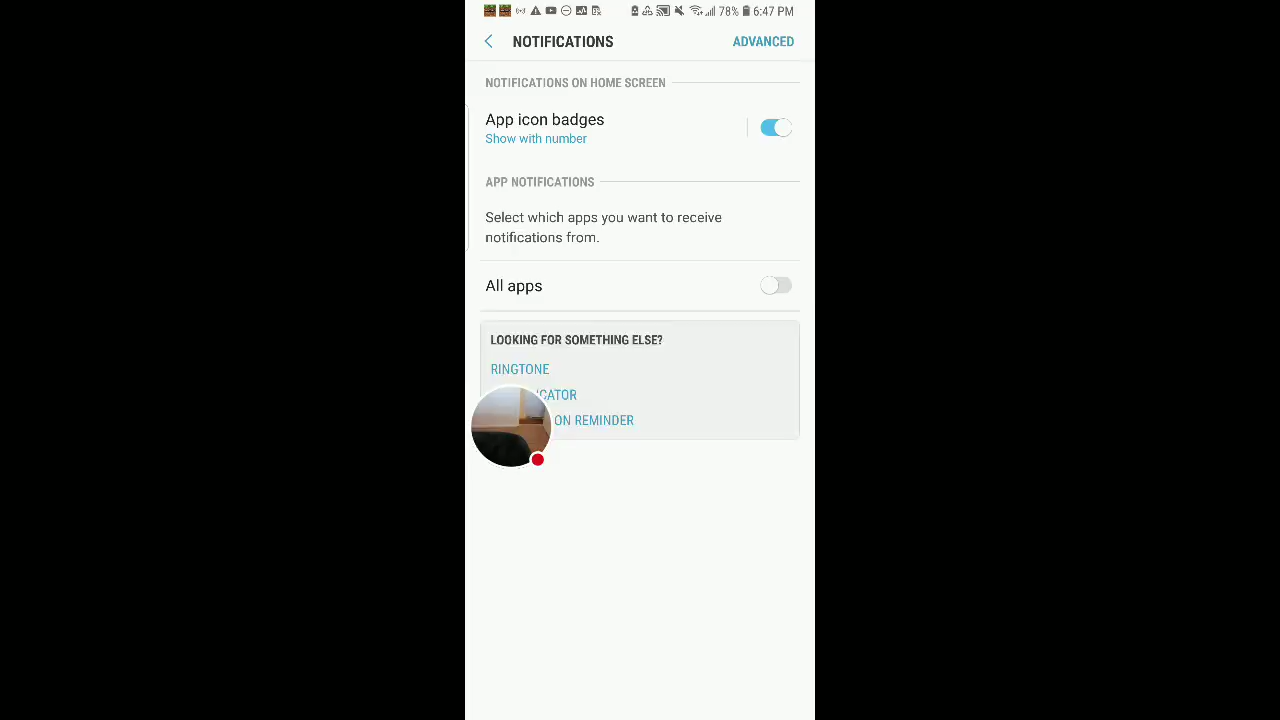 78% 6:47 PM
NOTIFICATIONS
ADVANCED
NOTIFICATIONS ON HOME SCREEN
App icon badges
Show with number
APP NOTIFICATIONS
Select which apps you want to receive
notifications from.
All apps
LOOKING FOR SOMETHING ELSE?
RINGTONE
ON REMINDER